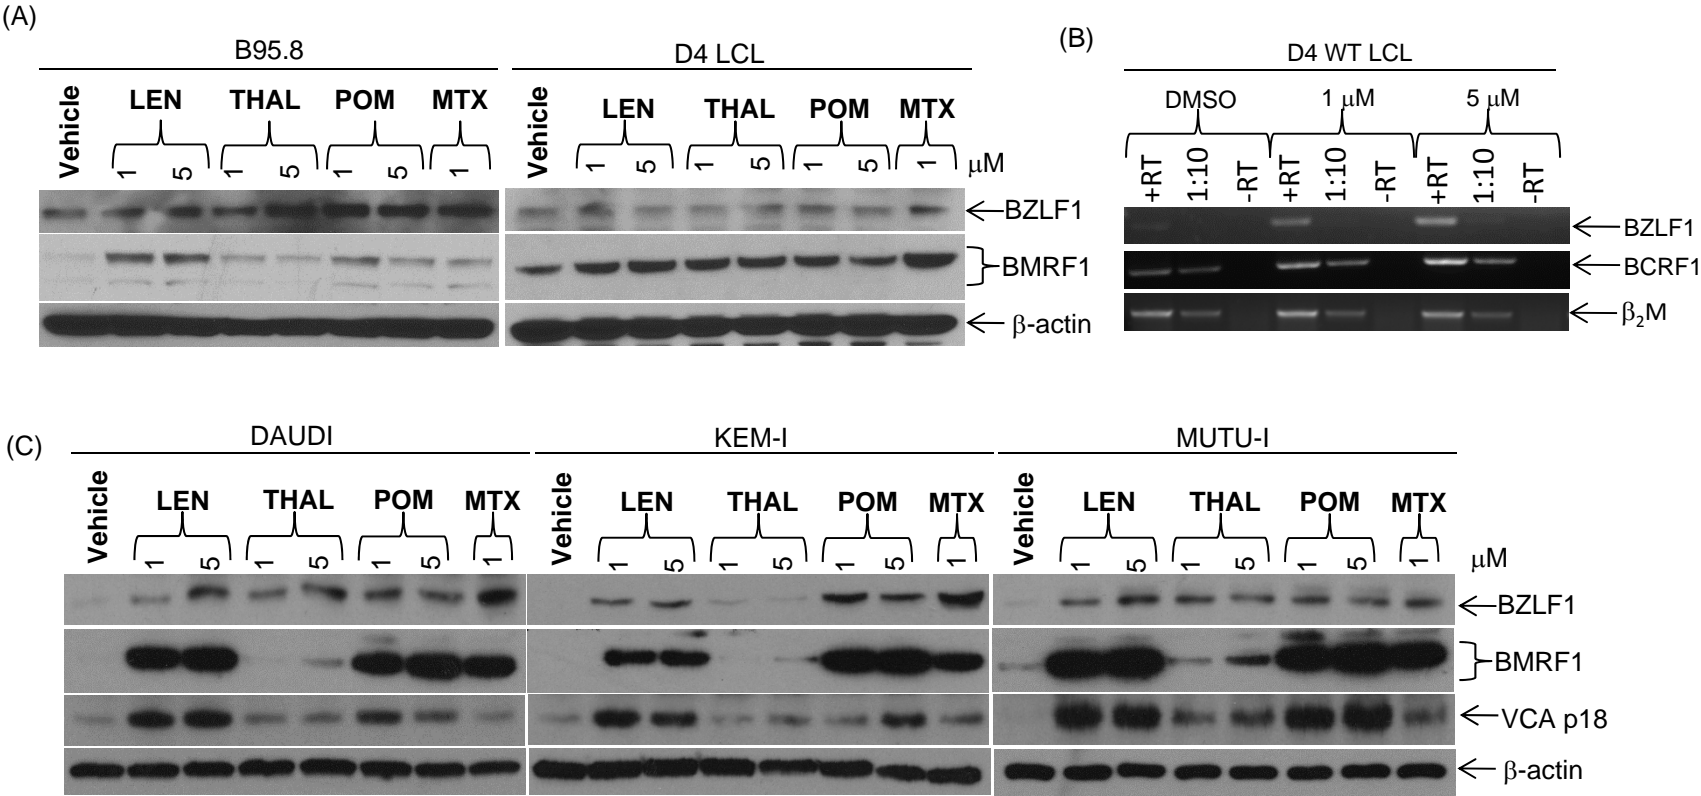 (A)
B95.8
D4 LCL
Vehicle LEN THAL POM MTX
1 5 1 5 1 5 1
Vehicle LEN THAL POM MTX
1 5 1 5 1 5 1 μM
BZLF1
BMRF1
β-actin
(B)
D4 WT LCL
DMSO 1 μM 5 μM
+RT 1:10 -RT +RT 1:10 -RT +RT 1:10 -RT
BZLF1
BCRF1
β2M
(C)
DAUDI KEM-I MUTU-I
Vehicle LEN THAL POM MTX Vehicle LEN THAL POM MTX Vehicle LEN THAL POM MTX
1 5 1 5 1 5 1 1 5 1 5 1 5 1 1 5 1 5 1 5 1 μM
BZLF1
BMRF1
VCA p18
β-actin